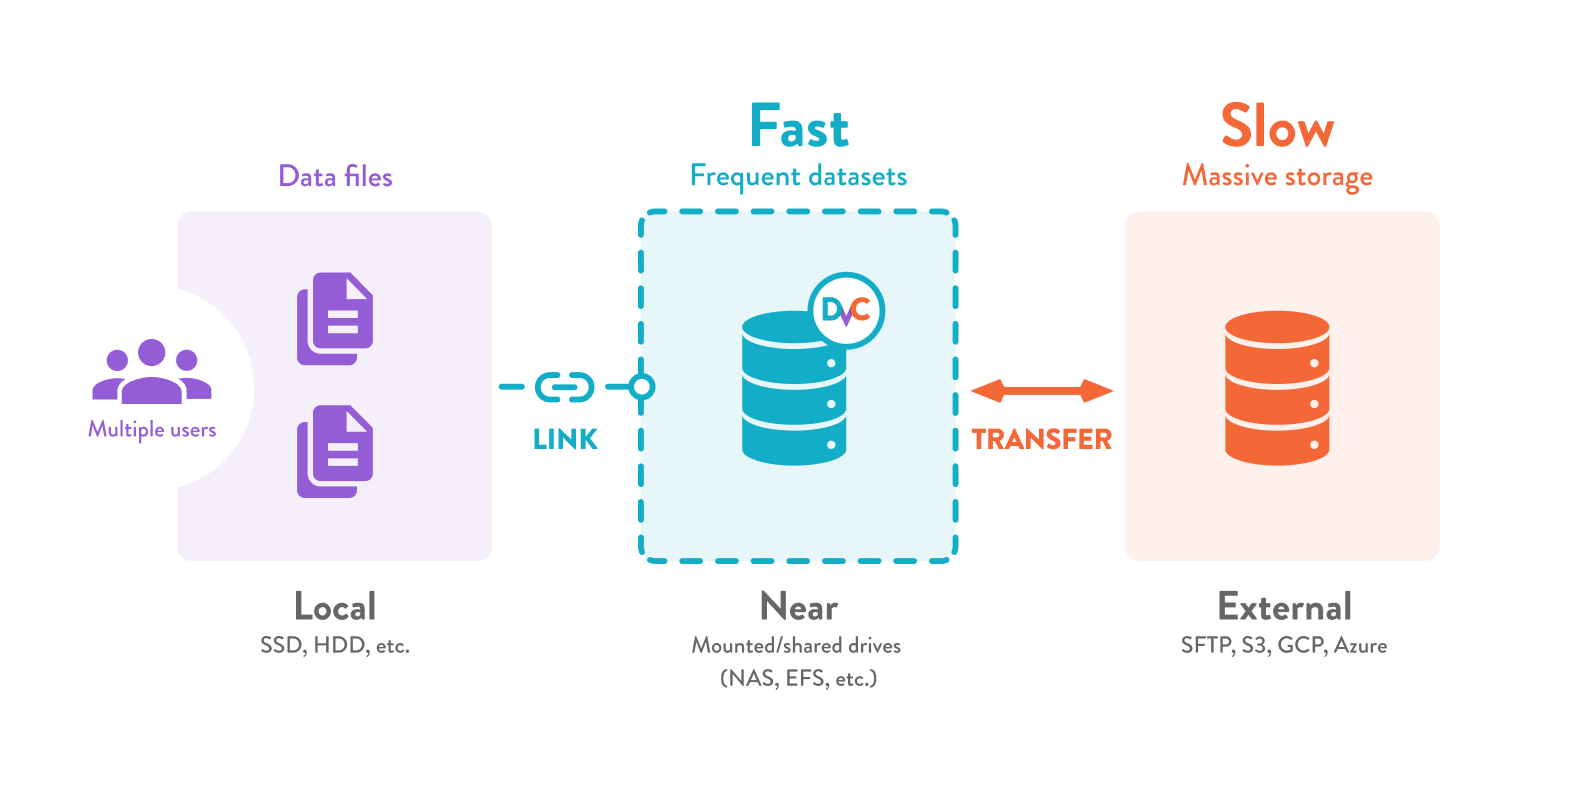 Fast
Slow
Data files
Frequent datasets
Massive storage
DVC
Multiple users
LINK
TRANSFER
Local
Near
External
SSD, HDD, etc.
Mounted/shared drives
(NAS, EFS, etc.)
SFTP, S3, GCP, Azure